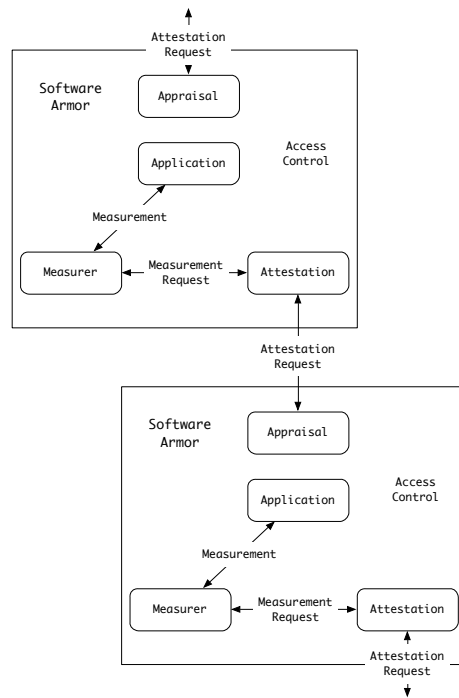 Attestation
Request
Software
Armor
Appraisal
Access
Control
Application
Measurement
Measurer
Measurement
Request
Attestation
Attestation
Request
Software
Armor
Appraisal
Access
Control
Application
Measurement
Measurer
Measurement
Request
Attestation
Attestation
Request